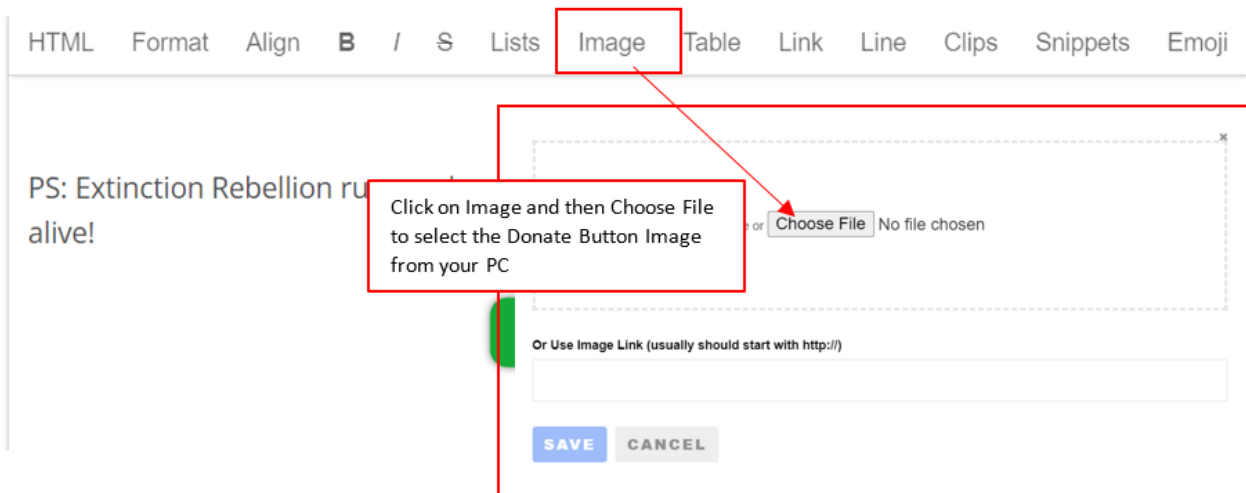 HTML Format Align B I S Lists Image Table Link Line Clips Snippets Emoji
PS: Extinction Rebellion ru
alive!
Click on Image and then Choose File
to select the Donate Button Image
from your PC
or Choose File No file chosen
Or Use Image Link (usually should start with http://)
SAVE CANCEL